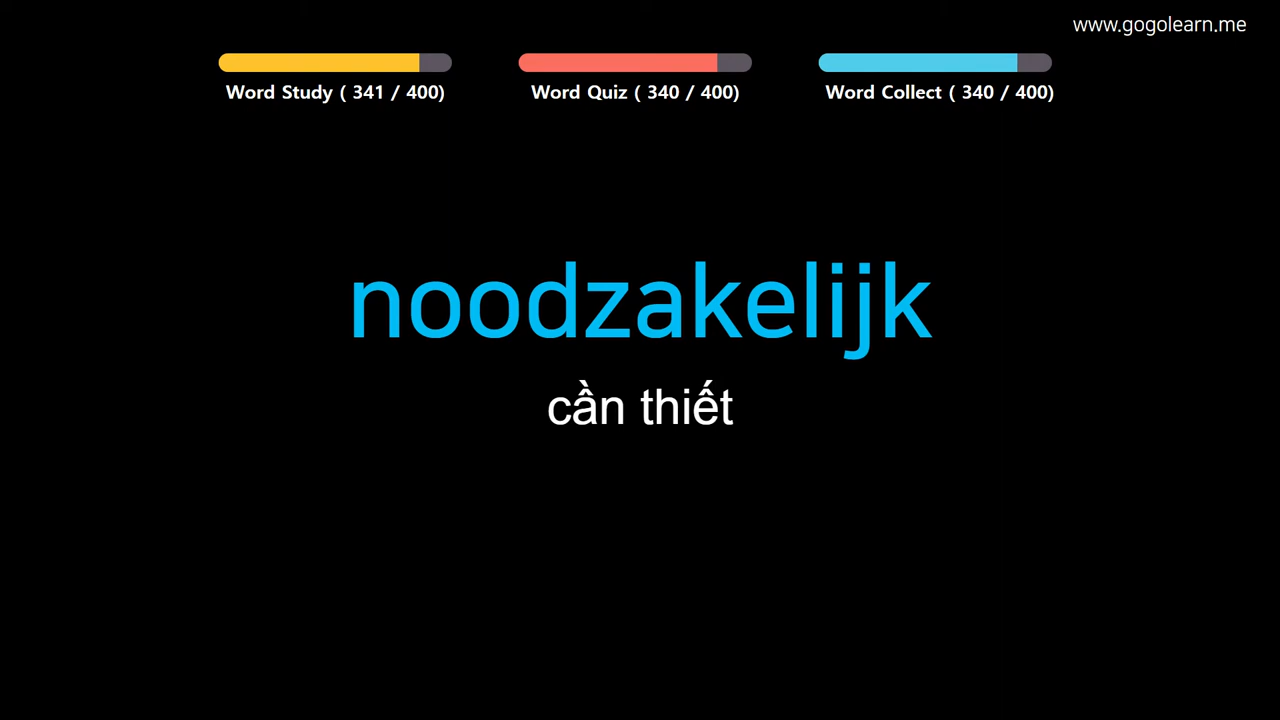 www.gogolearn.me
Word Study ( 341 / 400) Word Quiz ( 340 / 400) Word Collect ( 340 / 400)
noodzakelijk
cần thiết